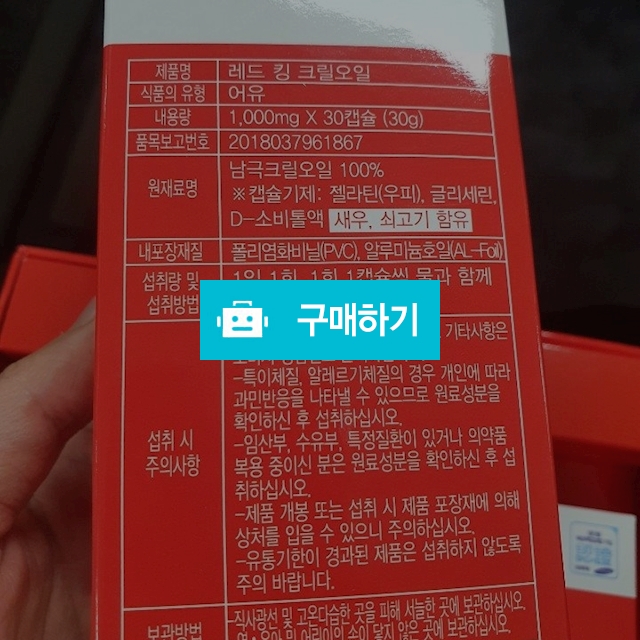 제품명 레드 킹 크릴오일
식품의 유형 어유
내용량 1,000mg X 30캡슐 (30g)
품목보고번호 2018037961867
원재료명 남극크릴오일 100%
※캡슐기제: 젤라틴(우피), 글리세린,
D-소비톨액 새우, 쇠고기 함유
내포장재질 폴리염화비닐(PVC), 알루미늄호일(AL-Foil)
섭취량 및 섭취방법 1일 1회, 1회 1캡슐씩 물과 함께
구매하기
기타사항은
섭취 시 주의사항
-특이체질, 알레르기체질의 경우 개인에 따라
과민반응을 나타낼 수 있으므로 원료성분을
확인하신 후 섭취하십시오.
-임산부, 수유부, 특정질환이 있거나 의약품
복용 중이신 분은 원료성분을 확인하신 후 섭
취하십시오.
-제품 개봉 또는 섭취 시 제품 포장재에 의해
상처를 입을 수 있으니 주의하십시오.
-유통기한이 경과된 제품은 섭취하지 않도록
주의 바랍니다.
보관방법 직사광선 및 고온다습한 곳을 피해 서늘한 곳에 보관하십시오.